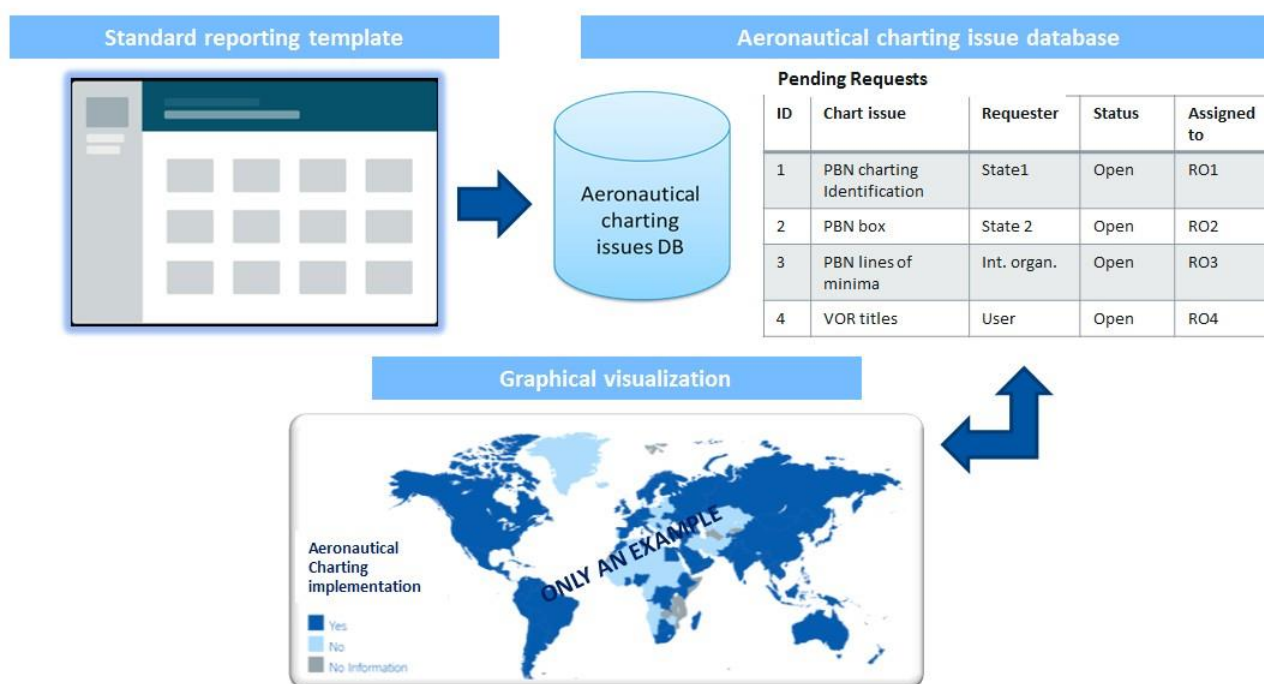 Standard reporting template
Aeronautical charting issue database
Aeronautical
charting
issues DB
Pending Requests
ID Chart issue Requester Status Assigned
to
1 PBN charting State1 Open RO1
Identification
2 PBN box State 2 Open RO2
3 PBN lines of Int. organ. Open RO3
minima
4 VOR titles User Open RO4
Graphical visualization
ONLY AN EXAMPLE
Aeronautical
Charting
implementation
Yes
No
No Information